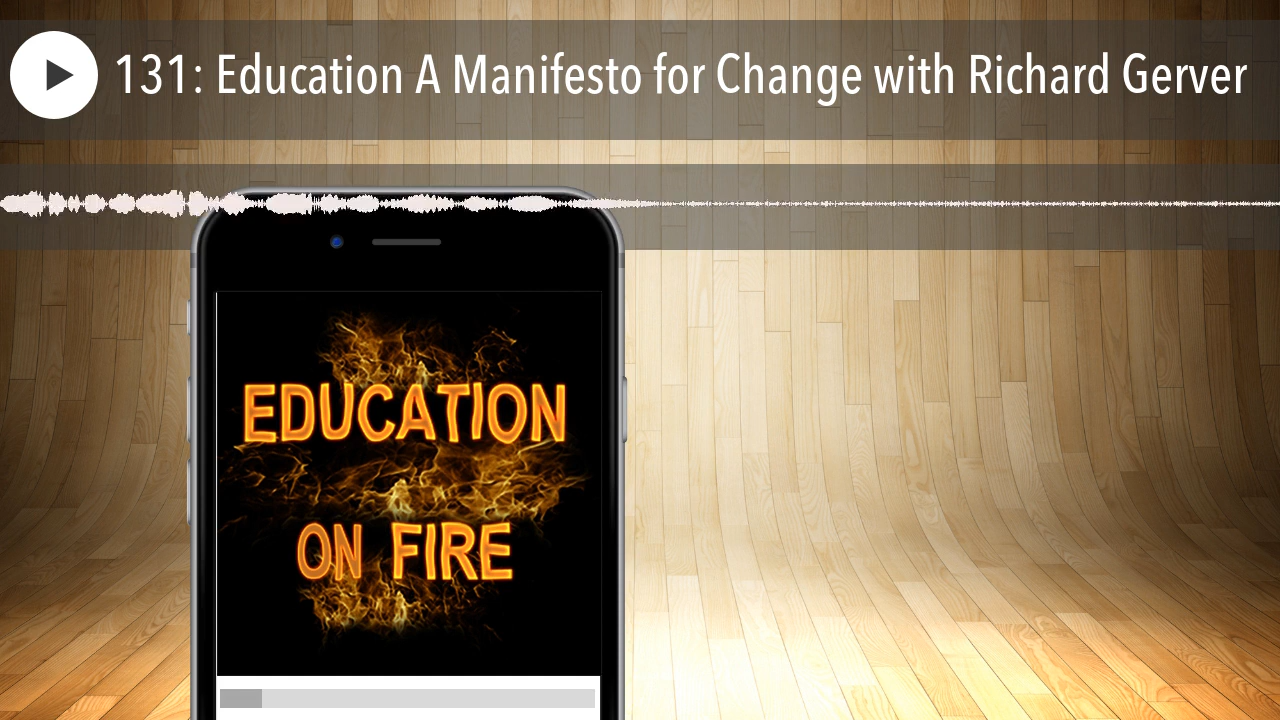 131: Education A Manifesto for Change with Richard Gerver
EDUCATION
ON FIRE